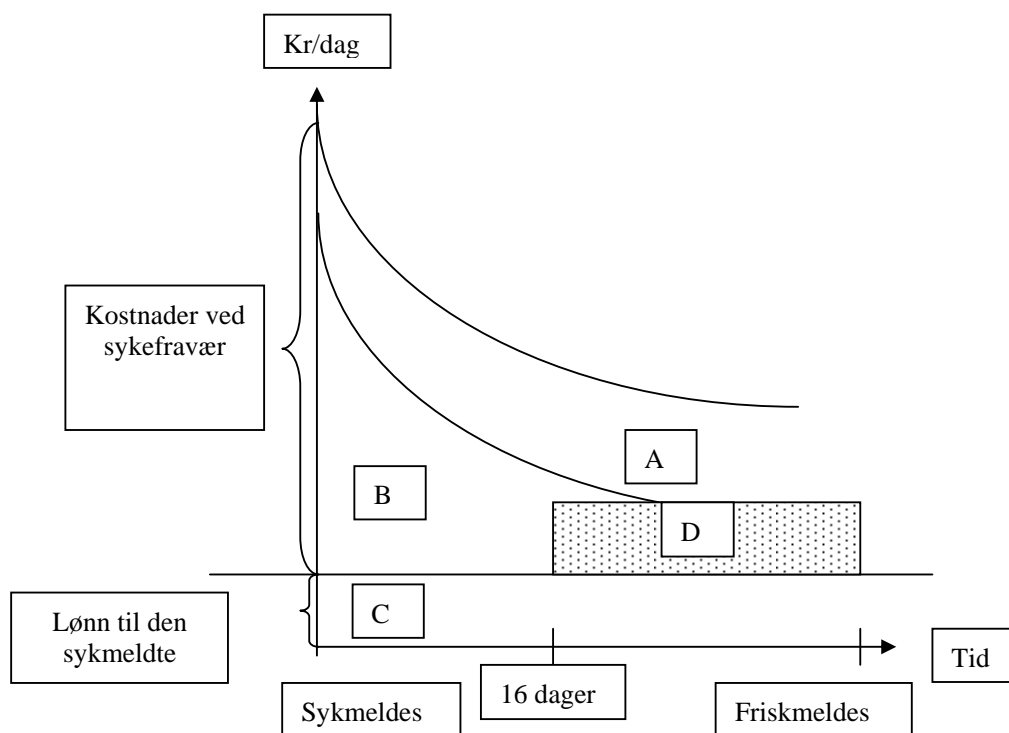 Kr/dag
Kostnader ved
sykefravær
A
B
D
C
Lønn til den
sykmeldte
Tid
16 dager
Sykmeldes
Friskmeldes